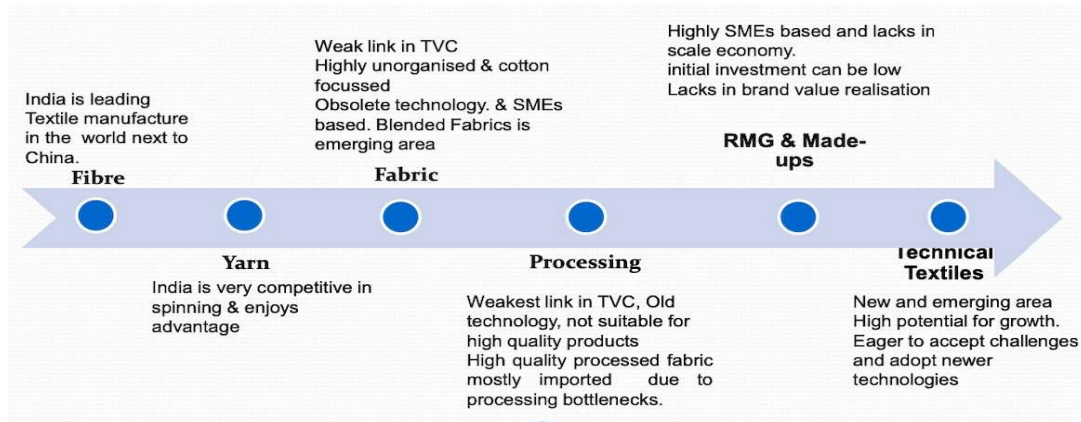 India is leading
Textile manufacture
in the world next to
China.
Fibre
Yarn
India is very competitive in
spinning & enjoys
advantage
Weak link in TVC
Highly unorganised & cotton
focussed
Obsolete technology. & SMEs
based. Blended Fabrics is
emerging area
Fabric
Processing
Weakest link in TVC, Old
technology, not suitable for
high quality products
High quality processed fabric
mostly imported due to
processing bottlenecks.
Highly SMEs based and lacks in
scale economy.
initial investment can be low
Lacks in brand value realisation
RMG & Made-
ups
Technical
Textiles
New and emerging area
High potential for growth.
Eager to accept challenges
and adopt newer
technologies